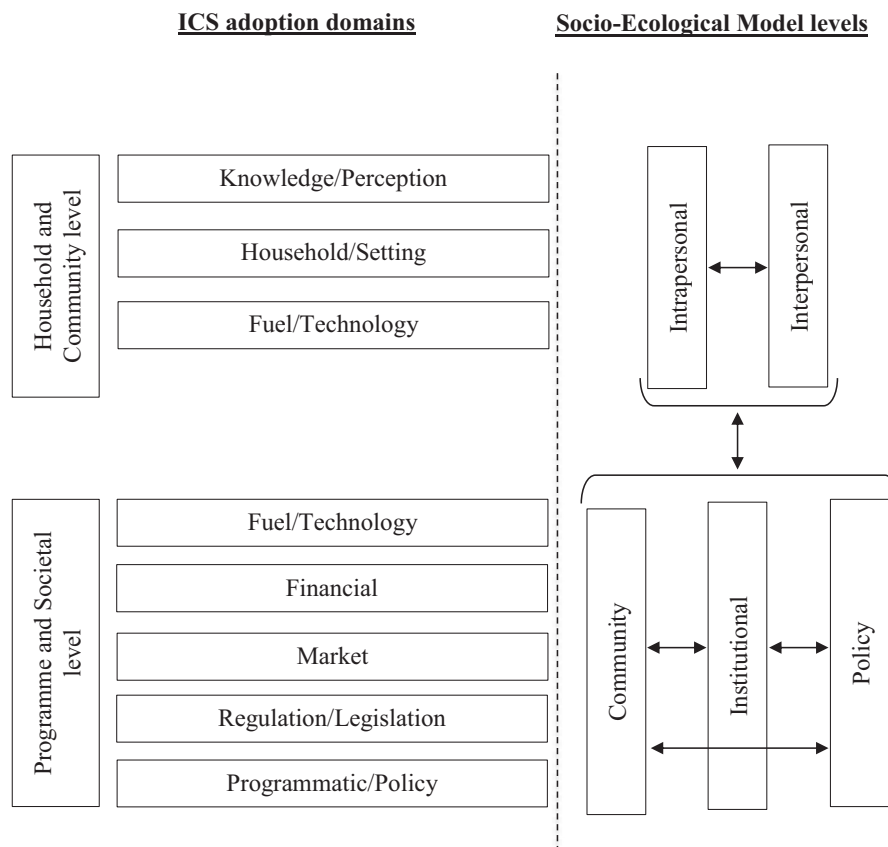 ICS adoption domains
Socio-Ecological Model levels
Household and
Community level
Knowledge/Perception
Household/Setting
Fuel/Technology
Intrapersonal
Interpersonal
Programme and Societal
level
Fuel/Technology
Financial
Market
Regulation/Legislation
Programmatic/Policy
Community
Institutional
Policy